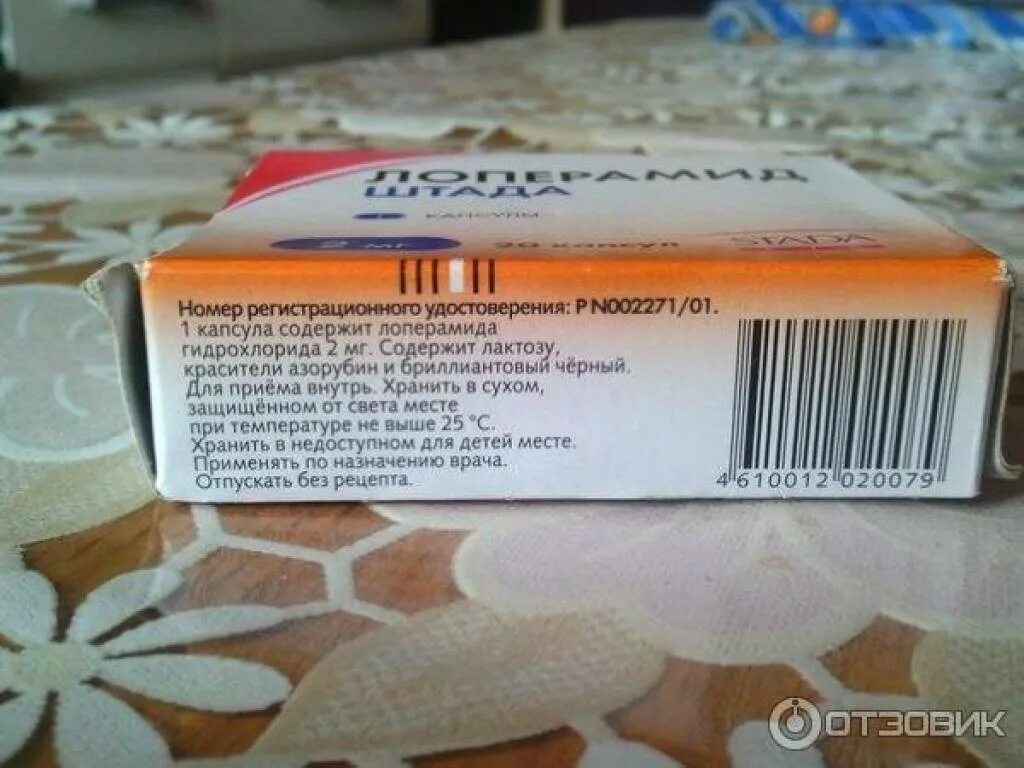 ЛОПЕРАМИД
ШТАДА
КАПСУЛЫ
2 мг 20 капсул STADA
Номер регистрационного удостоверения: P N002271/01.
1 капсула содержит лоперамида
гидрохлорида 2 мг. Содержит лактозу,
красители азорубин и бриллиантовый чёрный.
Для приёма внутрь. Хранить в сухом,
защищённом от света месте
при температуре не выше 25 °C.
Хранить в недоступном для детей месте.
Применять по назначению врача.
Отпускать без рецепта.
4 610012 020079
ОТЗОВИК